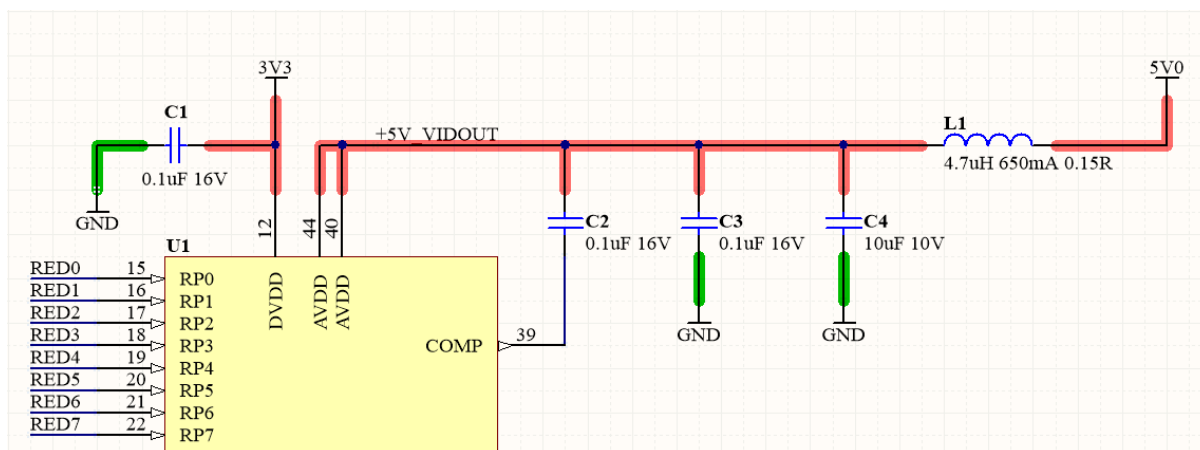 3V3
5V0
C1
+5V_VIDOUT
L1
0.1uF 16V
4.7uH 650mA 0.15R
GND
12
44
40
C2
0.1uF 16V
C3
0.1uF 16V
C4
10uF 10V
U1
RED0 15 RP0
RED1 16 RP1
RED2 17 RP2
RED3 18 RP3
RED4 19 RP4
RED5 20 RP5
RED6 21 RP6
RED7 22 RP7
DVDD
AVDD
AVDD
COMP 39
GND
GND